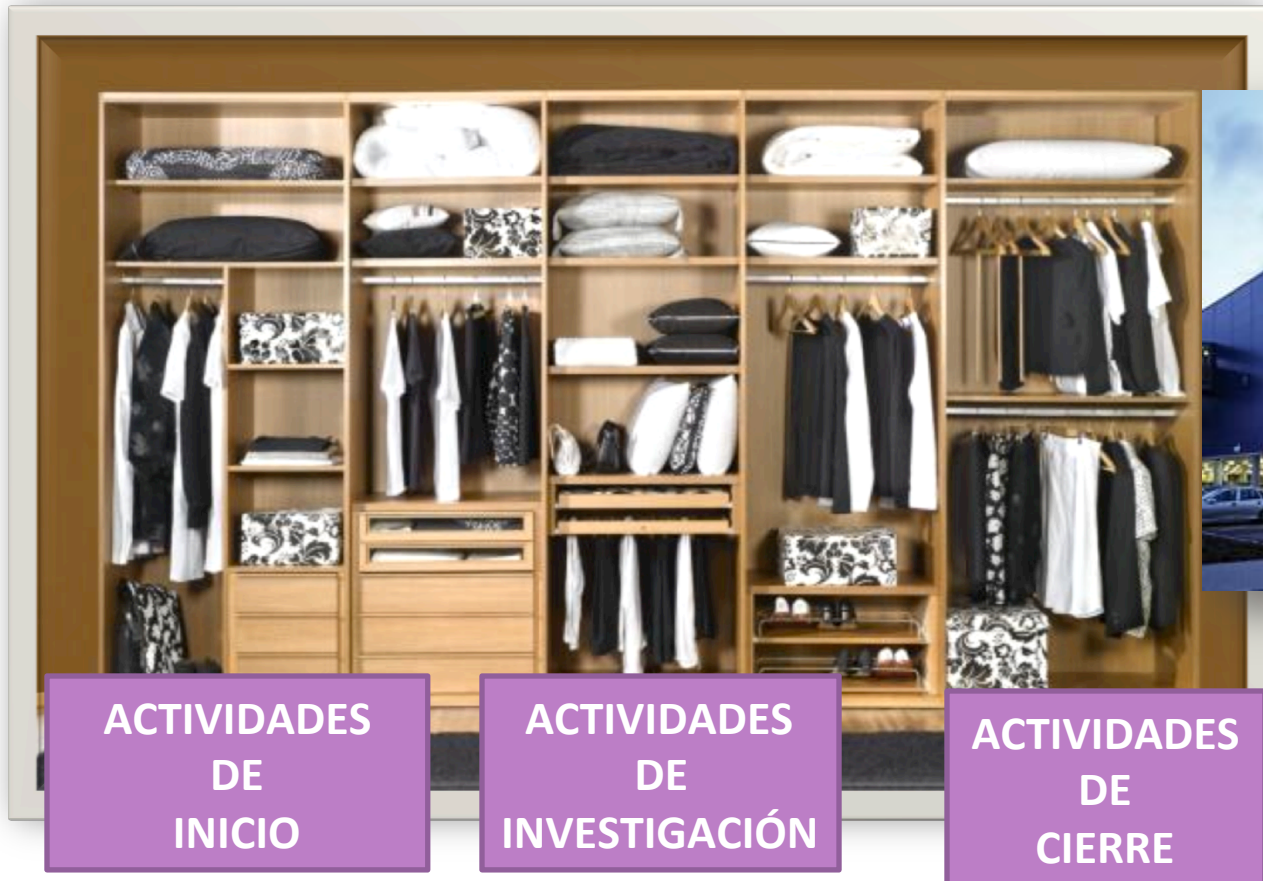 ACTIVIDADES
DE
INICIO
ACTIVIDADES
DE
INVESTIGACIÓN
ACTIVIDADES
DE
CIERRE